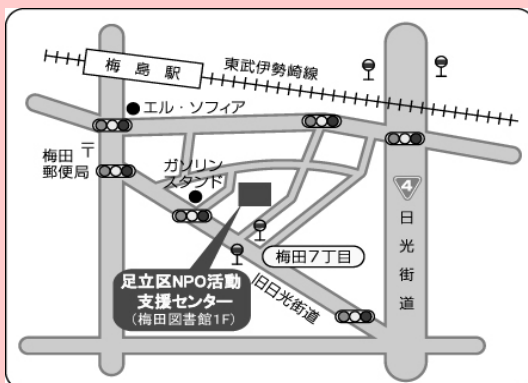 梅島駅
東武伊勢崎線
エル・ソフィア
梅田
郵便局
〒
ガソリン
スタンド
4
日光街道
梅田7丁目
旧日光街道
足立区NPO活動
支援センター
(梅田図書館1F)